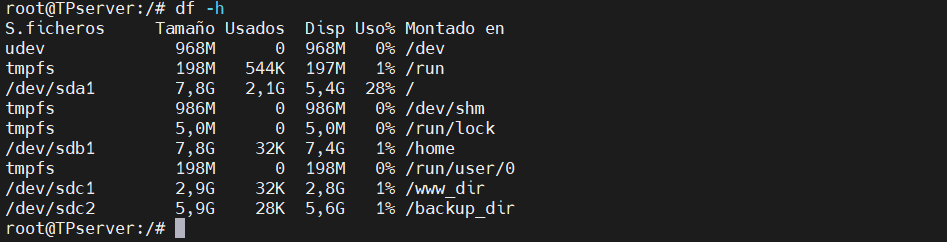 root@TPserver:/# df -h
S.ficheros     Tamaño Usados  Disp Uso% Montado en
udev             968M      0  968M   0% /dev
tmpfs            198M   544K  197M   1% /run
/dev/sda1        7,8G   2,1G  5,4G  28% /
tmpfs            986M      0  986M   0% /dev/shm
tmpfs            5,0M      0  5,0M   0% /run/lock
/dev/sdb1        7,8G    32K  7,4G   1% /home
tmpfs            198M      0  198M   0% /run/user/0
/dev/sdc1        2,9G    32K  2,8G   1% /www_dir
/dev/sdc2        5,9G    28K  5,6G   1% /backup_dir
root@TPserver:/#